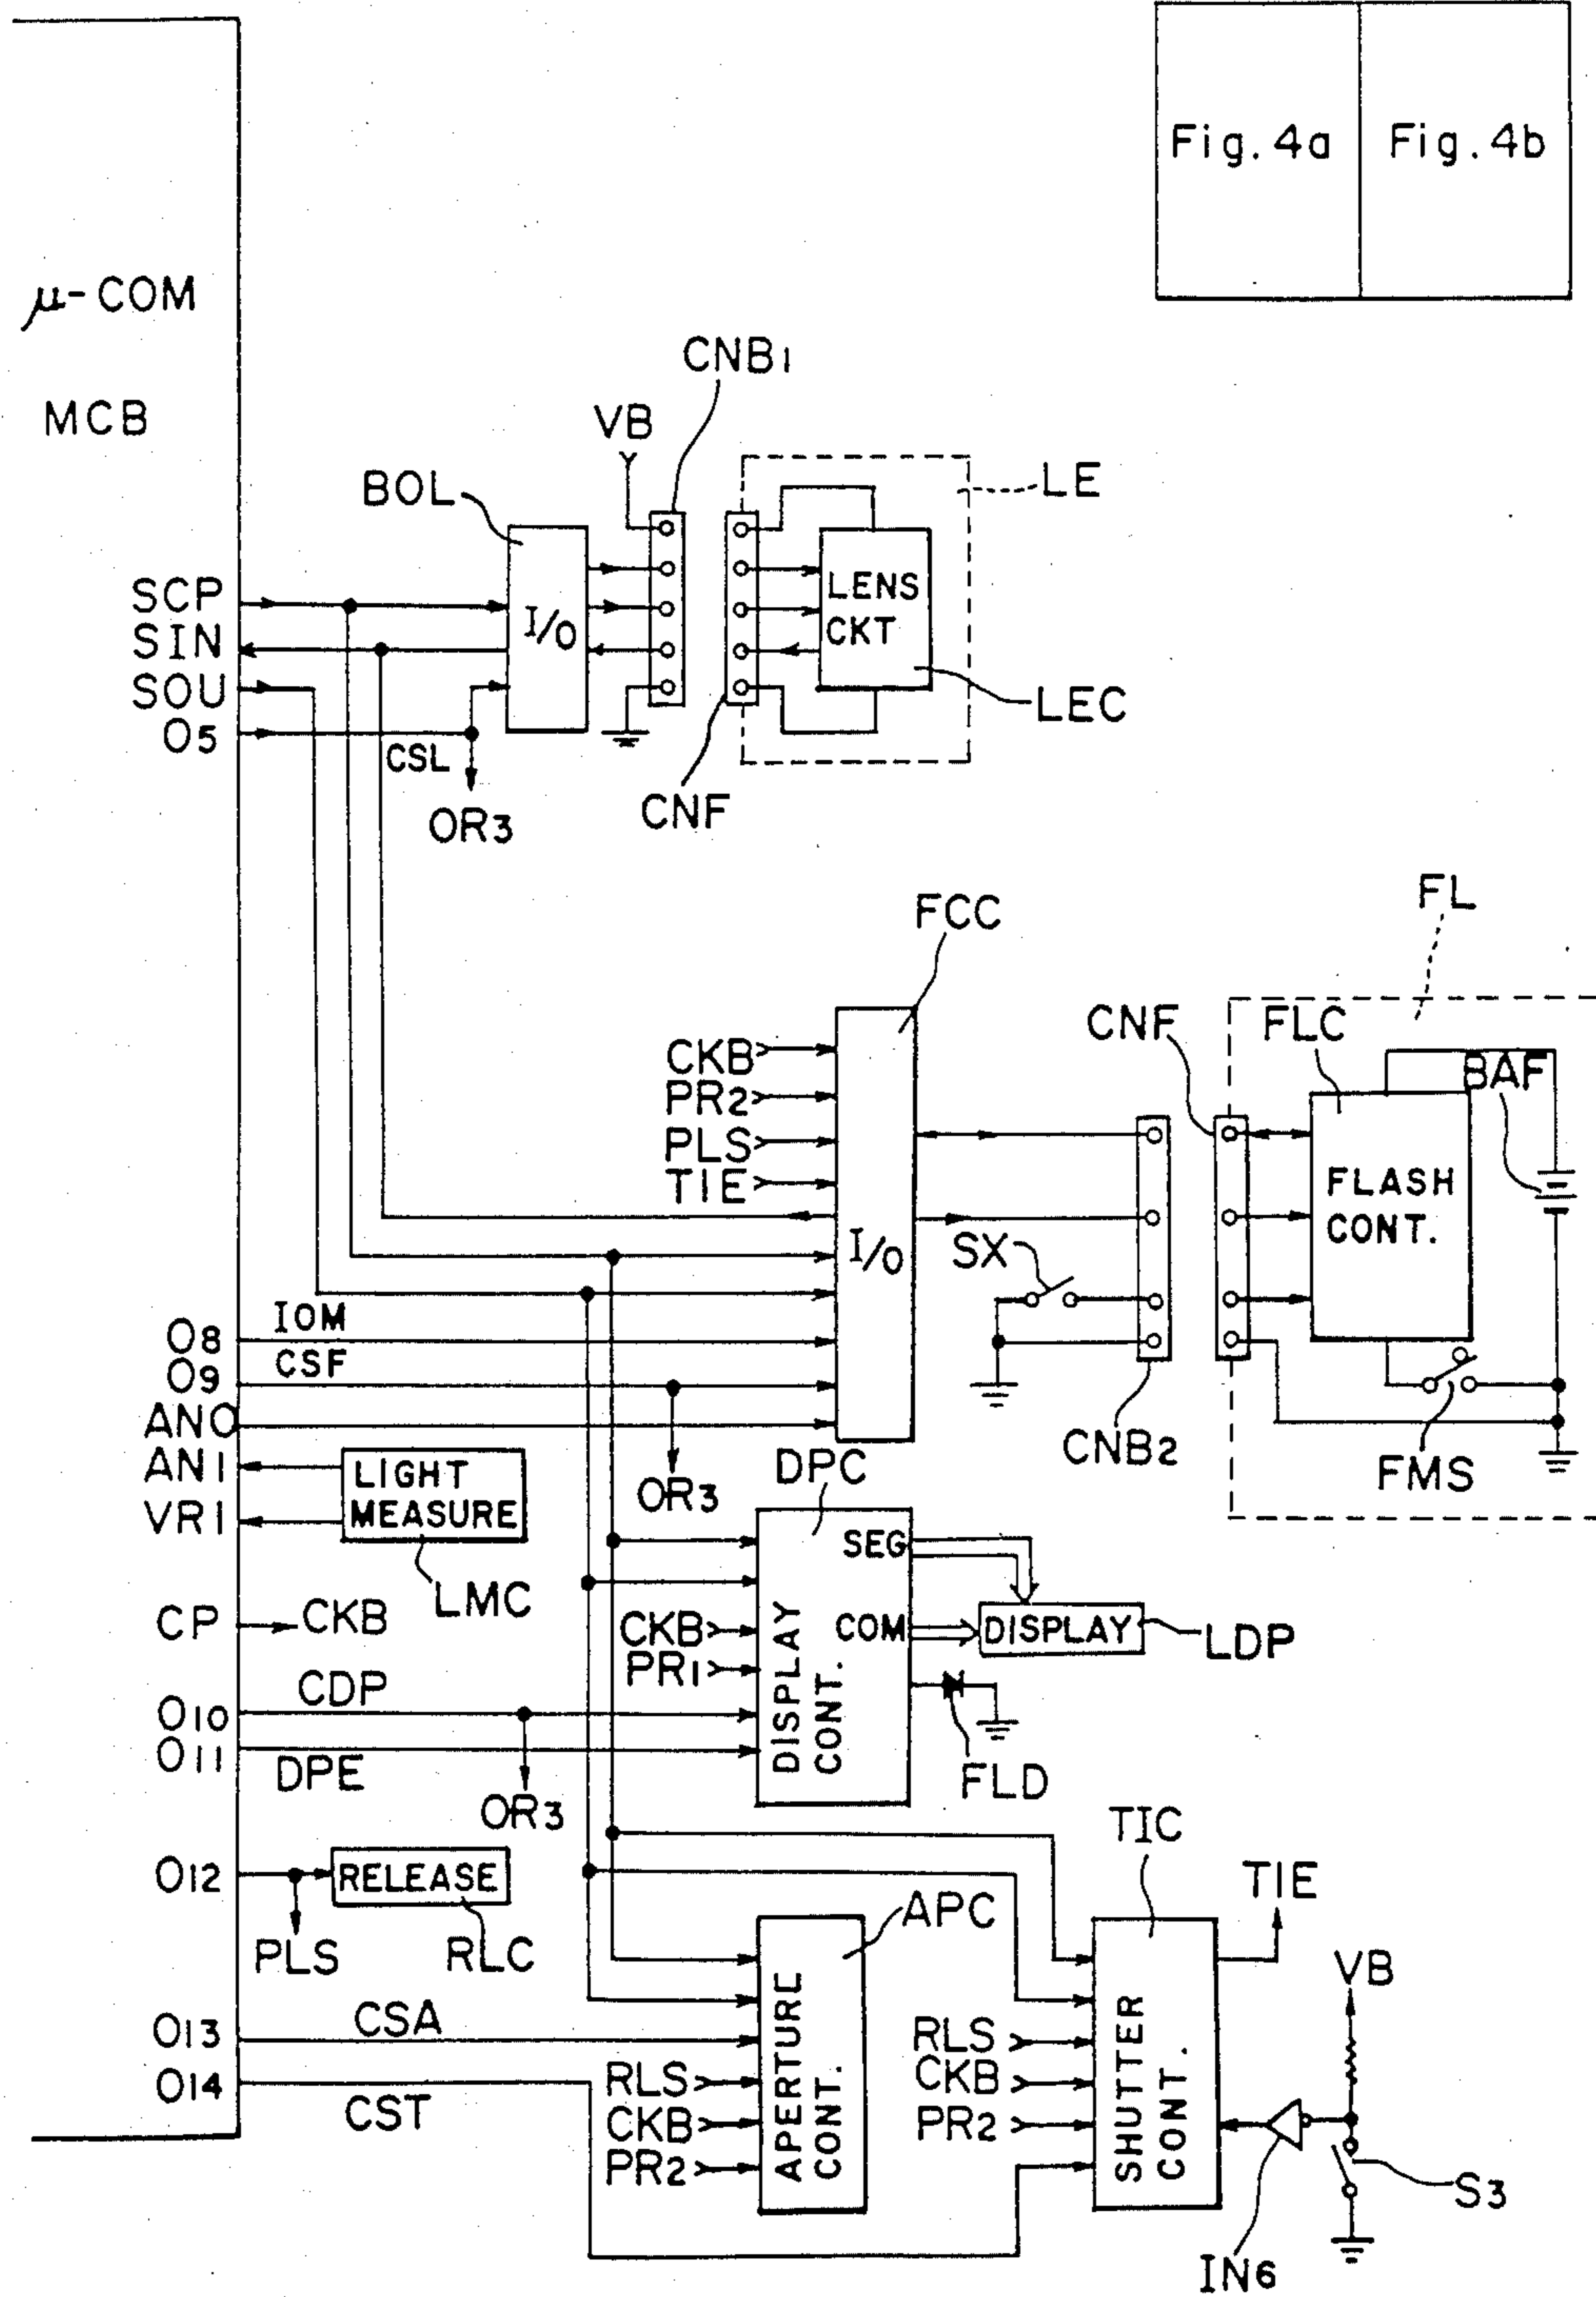 Fig. 4a
Fig. 4b
μ-COM
MCB
CNB1
VB
BOL
LE
SCP
SIN
SOU
O5
I/O
LENS
CKT
LEC
CSL
OR3
CNF
FCC
FL
CNF
FLC
BAF
CKB
PR2
PLS
TIE
I/O
SX
FLASH
CONT.
IOM
O8
CSF
O9
ANO
AN1
VR1
LIGHT
MEASURE
OR3
DPC
CNB2
FMS
LMC
CP
CKB
SEG
COM
CKB
PR1
DISPLAY
CONT.
DISPLAY
LDP
CDP
O10
O11
DPE
OR3
FLD
O12
RELEASE
PLS
RLC
TIC
TIE
APC
VB
O13
CSA
O14
CST
RLS
CKB
PR2
APERTURE
CONT.
RLS
CKB
PR2
SHUTTER
CONT.
S3
IN6